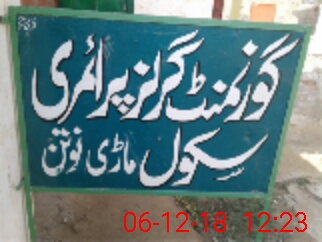 گورنمنٹ گرلز پرائمری
سکول ماڑی نوتن
06-12-18 12:23